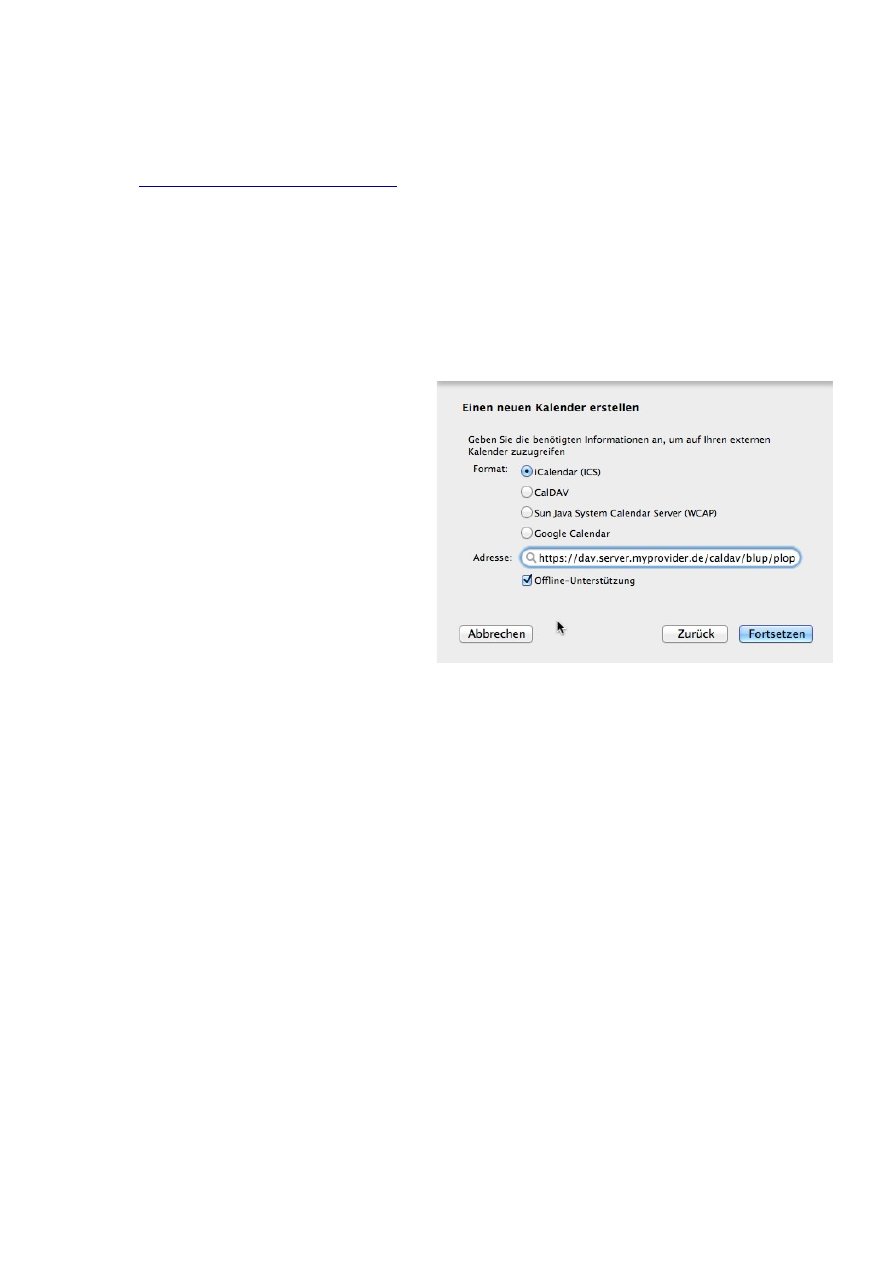 Einen neuen Kalender erstellen
Geben Sie die benötigten Informationen an, um auf Ihren externen
Kalender zuzugreifen
Format: iCalendar (ICS)
CalDAV
Sun Java System Calendar Server (WCAP)
Google Calendar
Adresse: https://dav.server.myprovider.de/caldav/blup/plop
Offline-Unterstützung
Abbrechen Zurück Fortsetzen